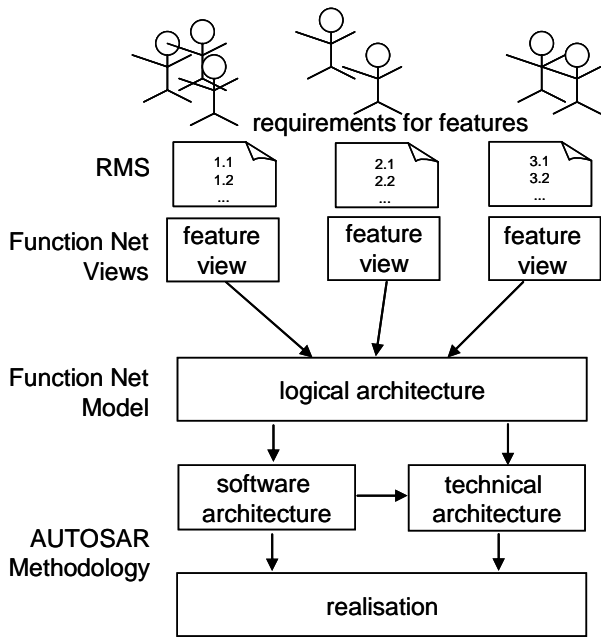 requirements for features
RMS
1.1
1.2
...
2.1
2.2
...
3.1
3.2
...
Function Net
Views
feature
view
feature
view
feature
view
Function Net
Model
logical architecture
software
architecture
technical
architecture
AUTOSAR
Methodology
realisation